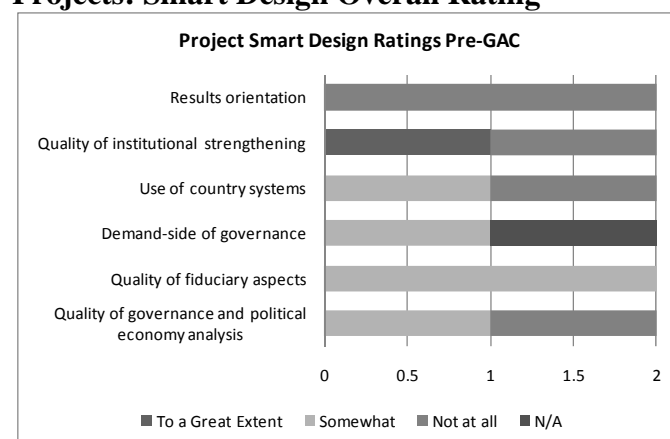 Projects: Smart Design Overall Rating
Project Smart Design Ratings Pre-GAC
Results orientation
Quality of institutional strengthening
Use of country systems
Demand-side of governance
Quality of fiduciary aspects
Quality of governance and political
economy analysis
0 0.5 1 1.5 2
To a Great Extent Somewhat Not at all N/A